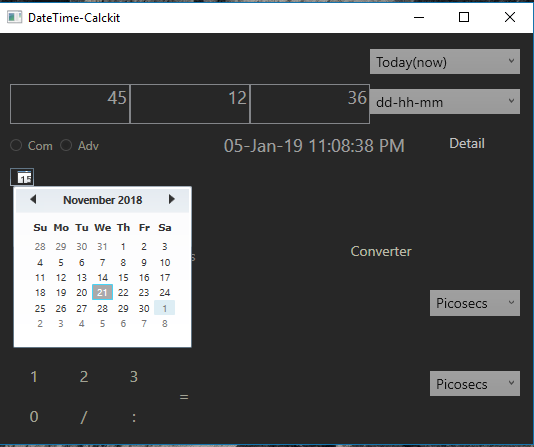 DateTime-Calckit
Today(now)
45 12 36 dd-hh-mm
Com Adv 05-Jan-19 11:08:38 PM Detail
15
November 2018
Su Mo Tu We Th Fr Sa
28 29 30 31 1 2 3
4 5 6 7 8 9 10
11 12 13 14 15 16 17
18 19 20 21 22 23 24
25 26 27 28 29 30 1
2 3 4 5 6 7 8
s Converter
Picosecs
1 2 3 Picosecs
=
0 / :